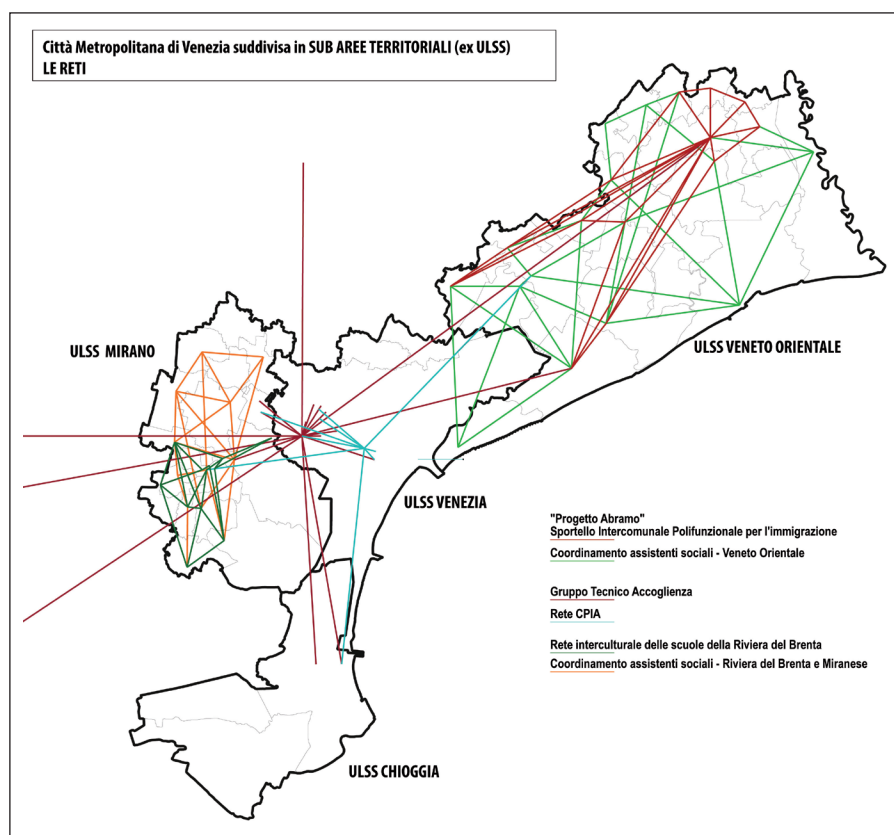 Città Metropolitana di Venezia suddivisa in SUB AREE TERRITORIALI (ex ULSS)
LE RETI
ULSS MIRANO
ULSS VENETO ORIENTALE
ULSS VENEZIA
"Progetto Abramo"
Sportello Intercomunale Polifunzionale per l'immigrazione
Coordinamento assistenti sociali - Veneto Orientale
Gruppo Tecnico Accoglienza
Rete CPIA
Rete interculturale delle scuole della Riviera del Brenta
Coordinamento assistenti sociali - Riviera del Brenta e Miranese
ULSS CHIOGGIA